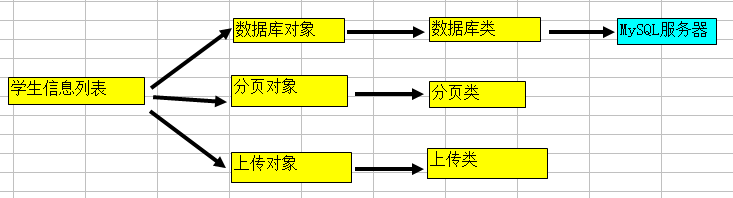 数据库对象
数据库类
MySQL服务器
学生信息列表
分页对象
分页类
上传对象
上传类